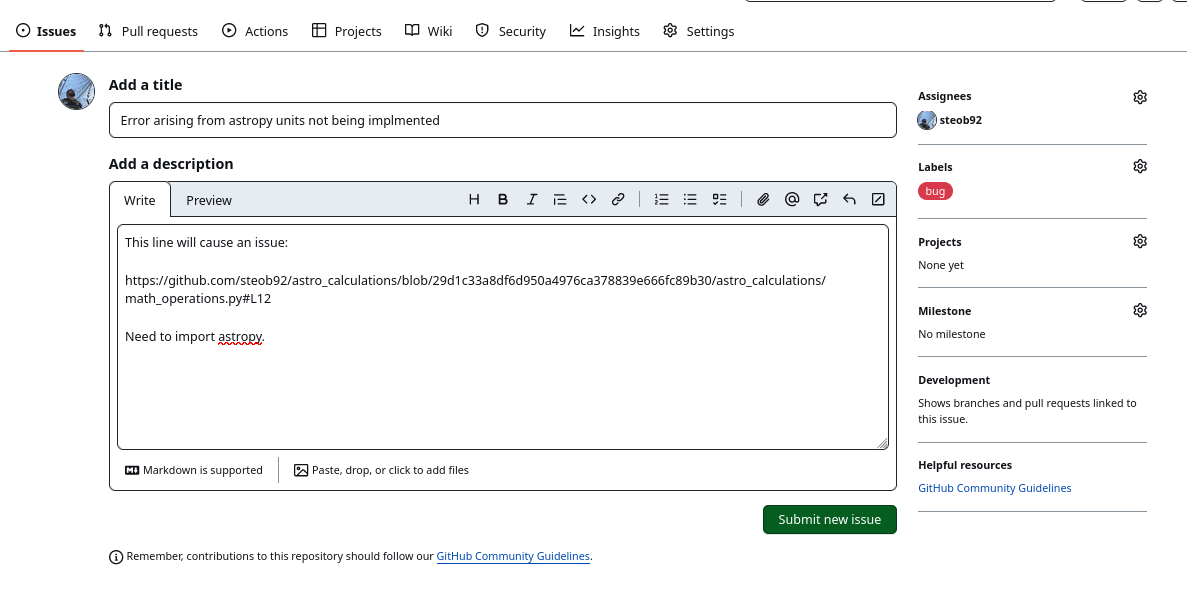 Issues Pull requests Actions Projects Wiki Security Insights Settings
Add a title
Error arising from astropy units not being implmented
Add a description
Write Preview
This line will cause an issue:
https://github.com/steob92/astro_calculations/blob/29d1c33a8df6d950a4976ca378839e666fc89b30/astro_calculations/
math_operations.py#L12
Need to import astropy.
Markdown is supported Paste, drop, or click to add files
Submit new issue
Remember, contributions to this repository should follow our GitHub Community Guidelines.
Assignees
steob92
Labels
bug
Projects
None yet
Milestone
No milestone
Development
Shows branches and pull requests linked to
this issue.
Helpful resources
GitHub Community Guidelines